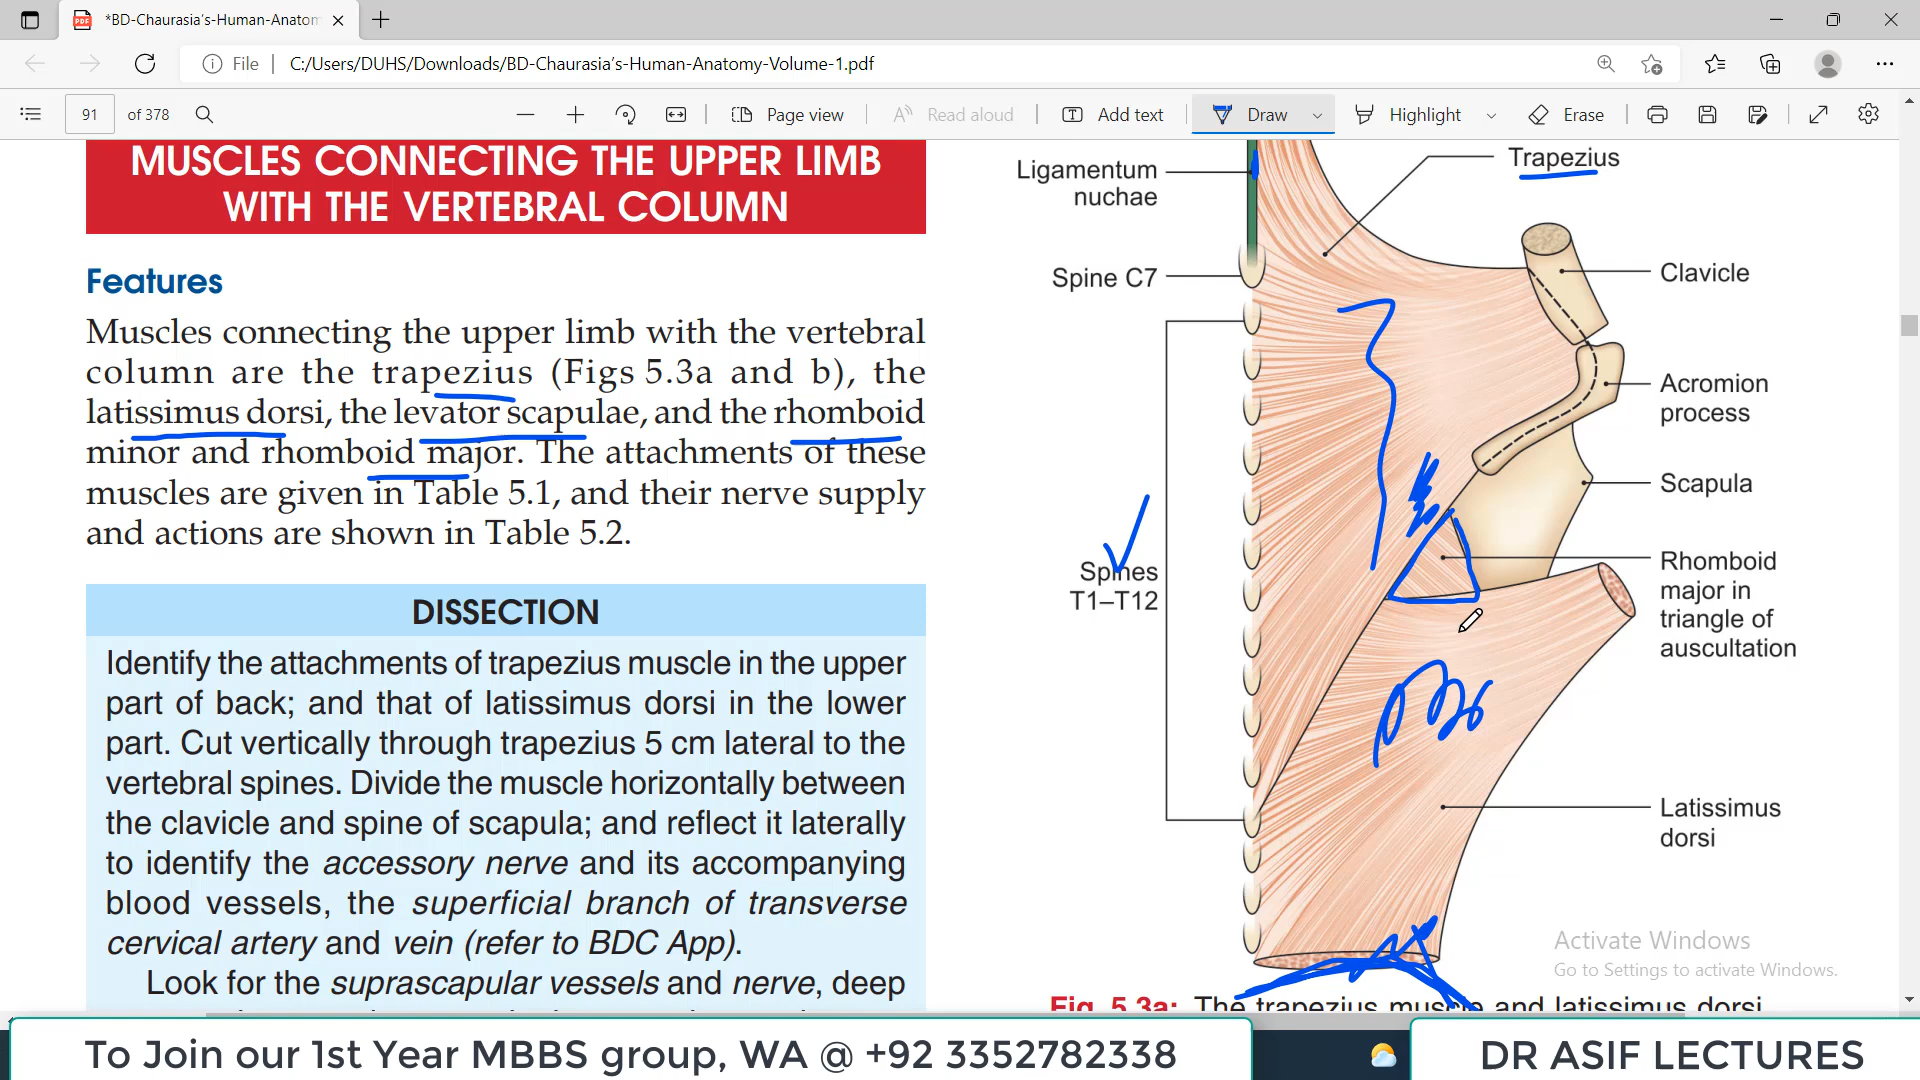 *BD-Chaurasia's-Human-Anatom
File C:/Users/DUHS/Downloads/BD-Chaurasia's-Human-Anatomy-Volume-1.pdf
91 of 378 Page view Read aloud Add text Draw Highlight Erase
MUSCLES CONNECTING THE UPPER LIMB
WITH THE VERTEBRAL COLUMN
Features
Muscles connecting the upper limb with the vertebral
column are the trapezius (Figs 5.3a and b), the
latissimus dorsi, the levator scapulae, and the rhomboid
minor and rhomboid major. The attachments of these
muscles are given in Table 5.1, and their nerve supply
and actions are shown in Table 5.2.
DISSECTION
Identify the attachments of trapezius muscle in the upper
part of back; and that of latissimus dorsi in the lower
part. Cut vertically through trapezius 5 cm lateral to the
vertebral spines. Divide the muscle horizontally between
the clavicle and spine of scapula; and reflect it laterally
to identify the accessory nerve and its accompanying
blood vessels, the superficial branch of transverse
cervical artery and vein (refer to BDC App).
Look for the suprascapular vessels and nerve, deep
Ligamentum
nuchae
Trapezius
Spine C7
Clavicle
Acromion
process
Scapula
Spines
T1–T12
Rhomboid
major in
triangle of
auscultation
Latissimus
dorsi
Activate Windows
Go to Settings to activate Windows.
Fig. 5.3a: The trapezius muscle and latissimus dorsi
To Join our 1st Year MBBS group, WA @ +92 3352782338
DR ASIF LECTURES